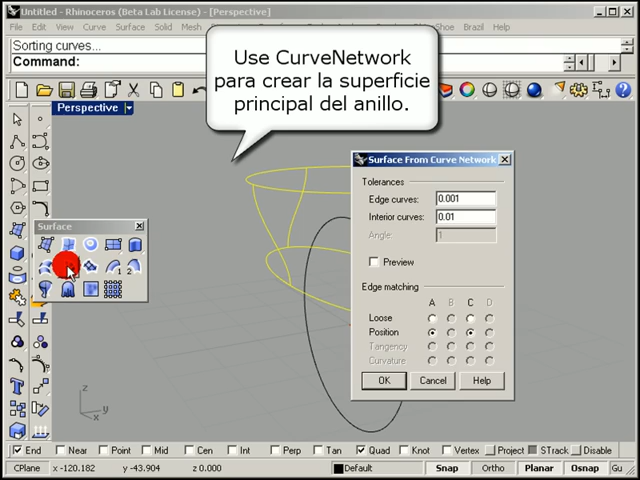 Untitled - Rhinoceros (Beta Lab License) - [Perspective]
File Edit View Curve Surface Solid Mesh Shoe Brazil Help
Sorting curves...
Command:
Use CurveNetwork
para crear la superficie
principal del anillo.
Perspective
Surface
Surface From Curve Network
Tolerances
Edge curves: 0.001
Interior curves: 0.01
Angle: 1
Preview
Edge matching
A B C D
Loose
Position
Tangency
Curvature
OK Cancel Help
z
y
x
End Near Point Mid Cen Int Perp Tan Quad Knot Vertex Project STrack Disable
CPlane x -120.182 y -43.904 z 0.000 Default Snap Ortho Planar Osnap Gu